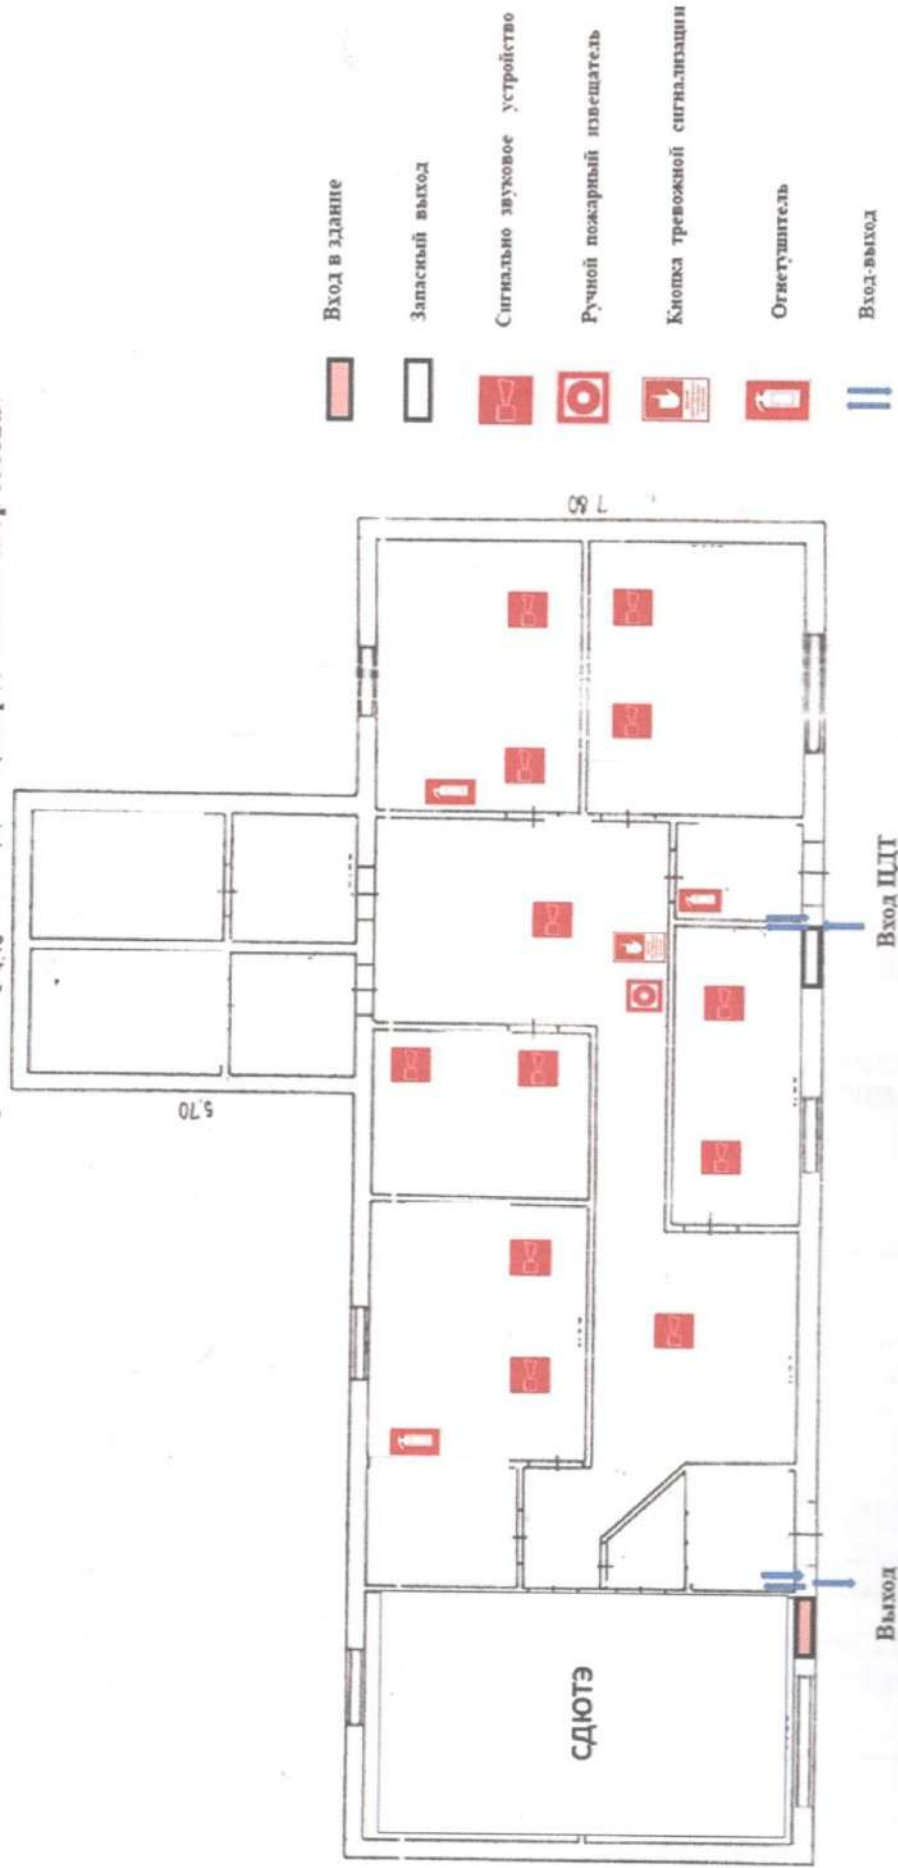 Вход в здание
Запасный выход
Сигнально звуковое устройство
Ручной пожарный извещатель
Кнопка тревожной сигнализации
Огнетушитель
Вход-выход
5,70
7.80
СДЮТЭ
Выход
Вход ЦДТ